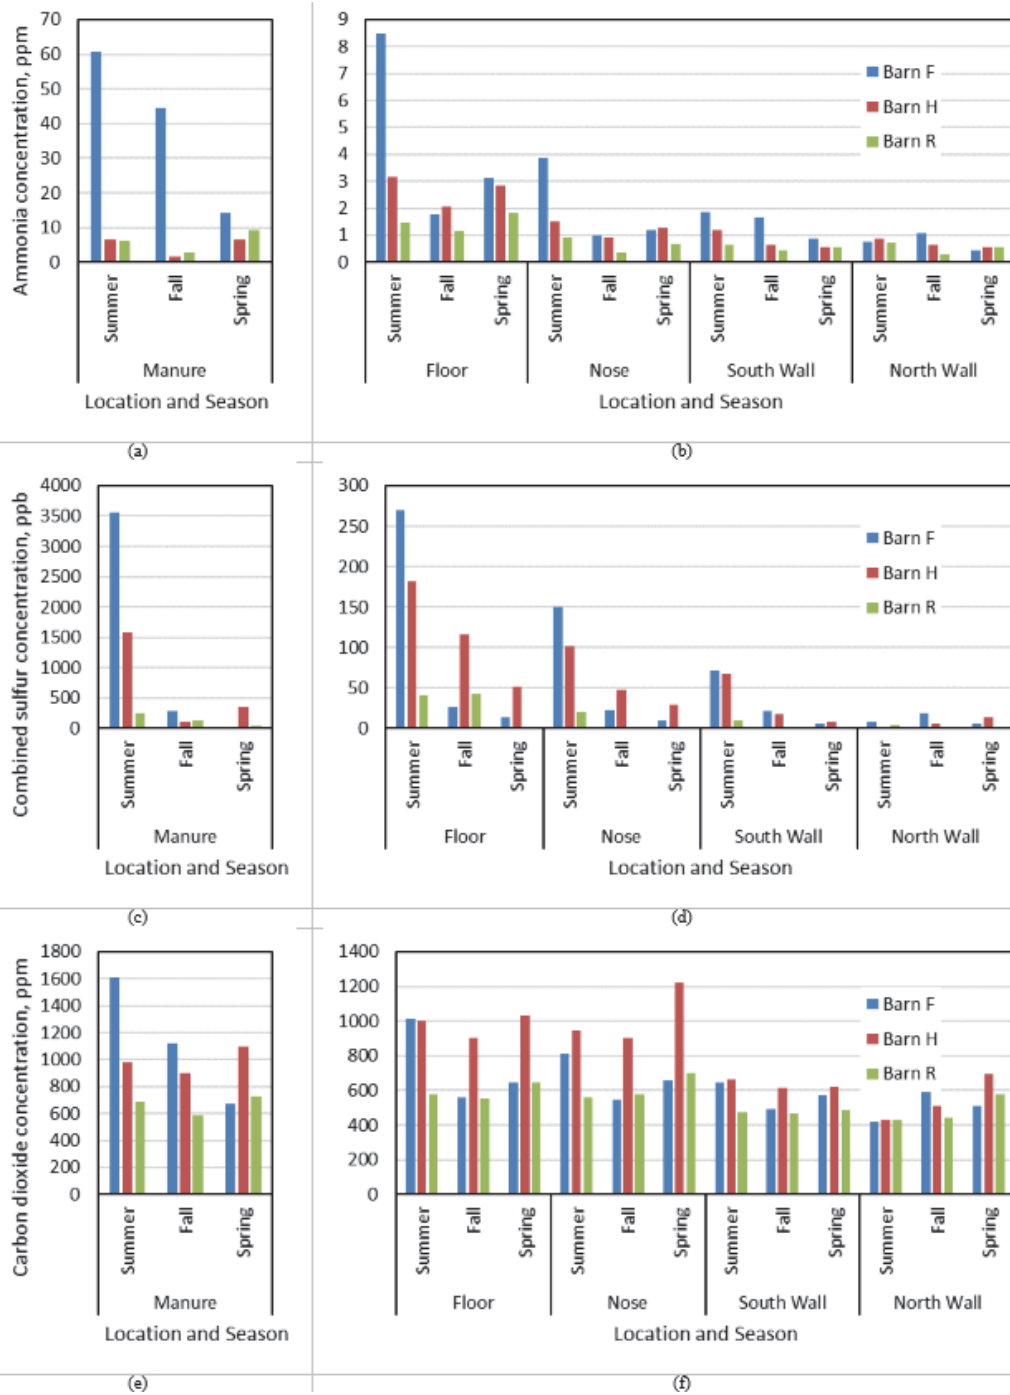 Ammonia concentration, ppm
70
60
50
40
30
20
10
0
Summer
Fall
Spring
Manure
Location and Season
(a)
9
8
7
6
5
4
3
2
1
0
Barn F
Barn H
Barn R
Summer
Fall
Spring
Summer
Fall
Spring
Summer
Fall
Spring
Summer
Fall
Spring
Floor
Nose
South Wall
North Wall
Location and Season
(b)
Combined sulfur concentration, ppb
4000
3500
3000
2500
2000
1500
1000
500
0
Summer
Fall
Spring
Manure
Location and Season
(c)
300
250
200
150
100
50
0
Barn F
Barn H
Barn R
Summer
Fall
Spring
Summer
Fall
Spring
Summer
Fall
Spring
Summer
Fall
Spring
Floor
Nose
South Wall
North Wall
Location and Season
(d)
Carbon dioxide concentration, ppm
1800
1600
1400
1200
1000
800
600
400
200
0
Summer
Fall
Spring
Manure
Location and Season
(e)
1400
1200
1000
800
600
400
200
0
Barn F
Barn H
Barn R
Summer
Fall
Spring
Summer
Fall
Spring
Summer
Fall
Spring
Summer
Fall
Spring
Floor
Nose
South Wall
North Wall
Location and Season
(f)